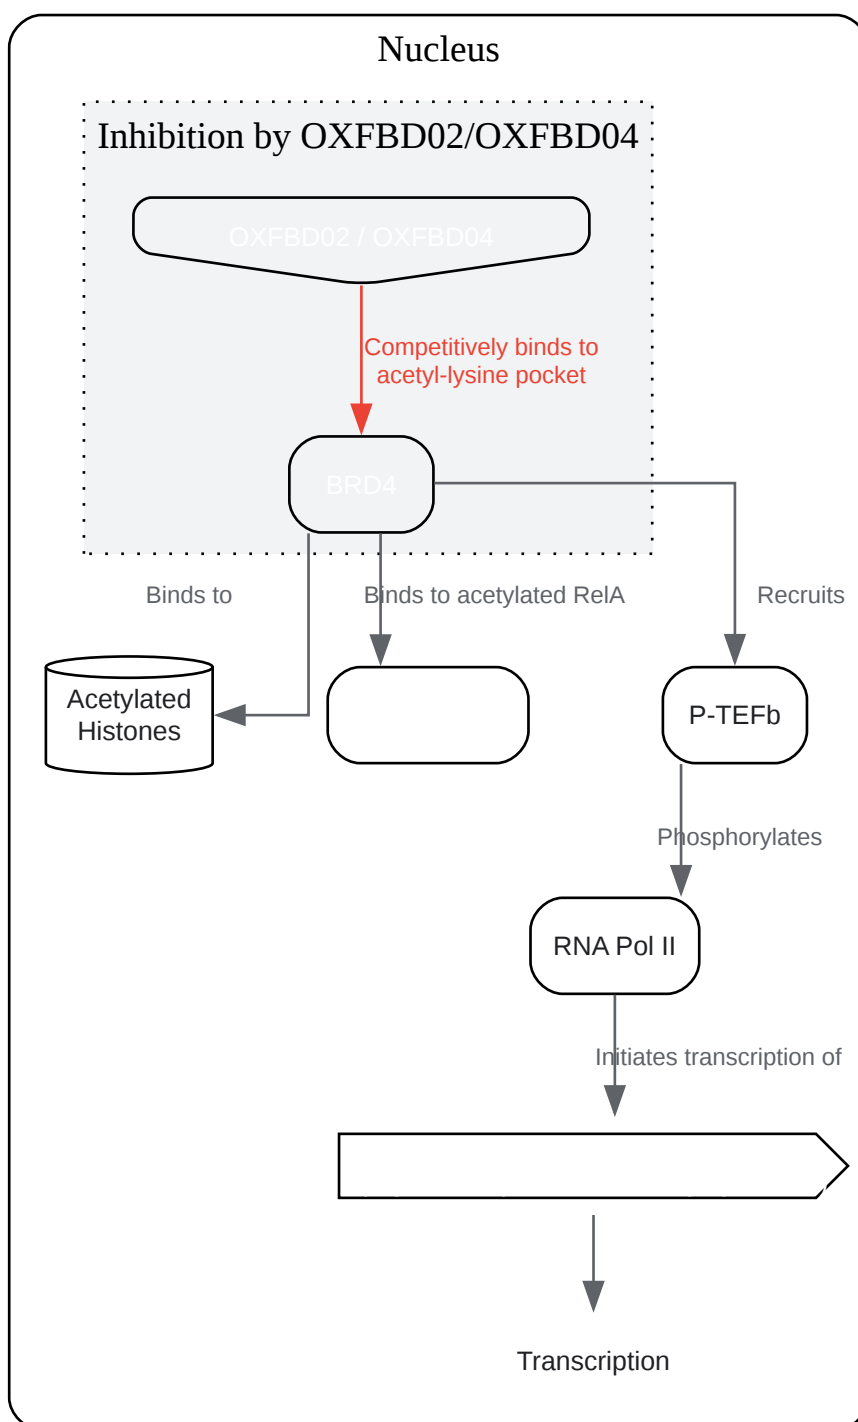 Nucleus
Inhibition by OXFBD02/OXFBD04
OXFBD02 / OXFBD04
Competitively binds to
acetyl-lysine pocket
BRD4
Binds to
Binds to acetylated RelA
Recruits
Acetylated
Histones
P-TEFb
Phosphorylates
RNA Pol II
Initiates transcription of
Transcription